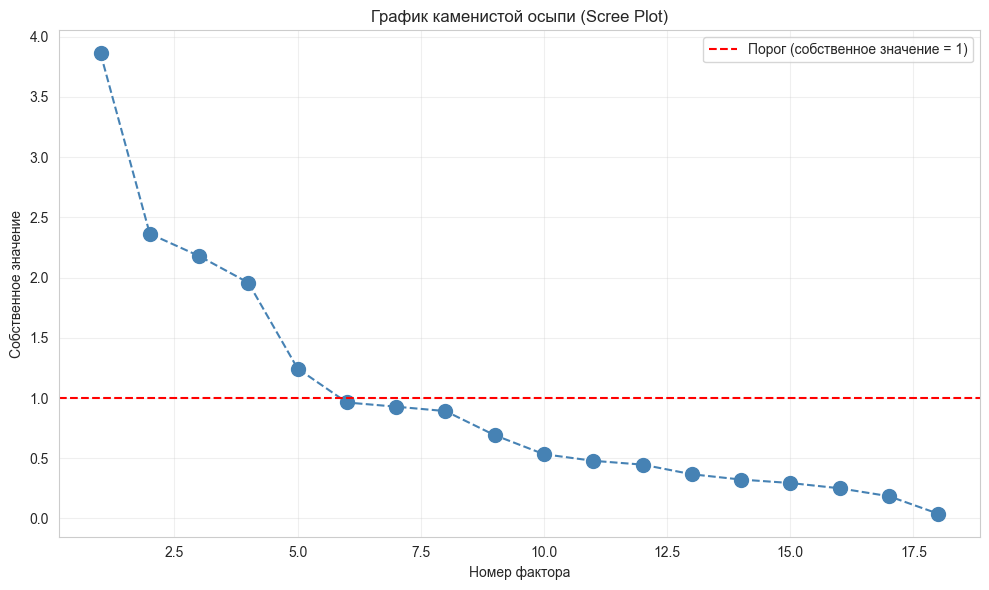 График каменистой осыпи (Scree Plot)
Порог (собственное значение = 1)
Собственное значение
4.0
3.5
3.0
2.5
2.0
1.5
1.0
0.5
0.0
2.5 5.0 7.5 10.0 12.5 15.0 17.5
Номер фактора